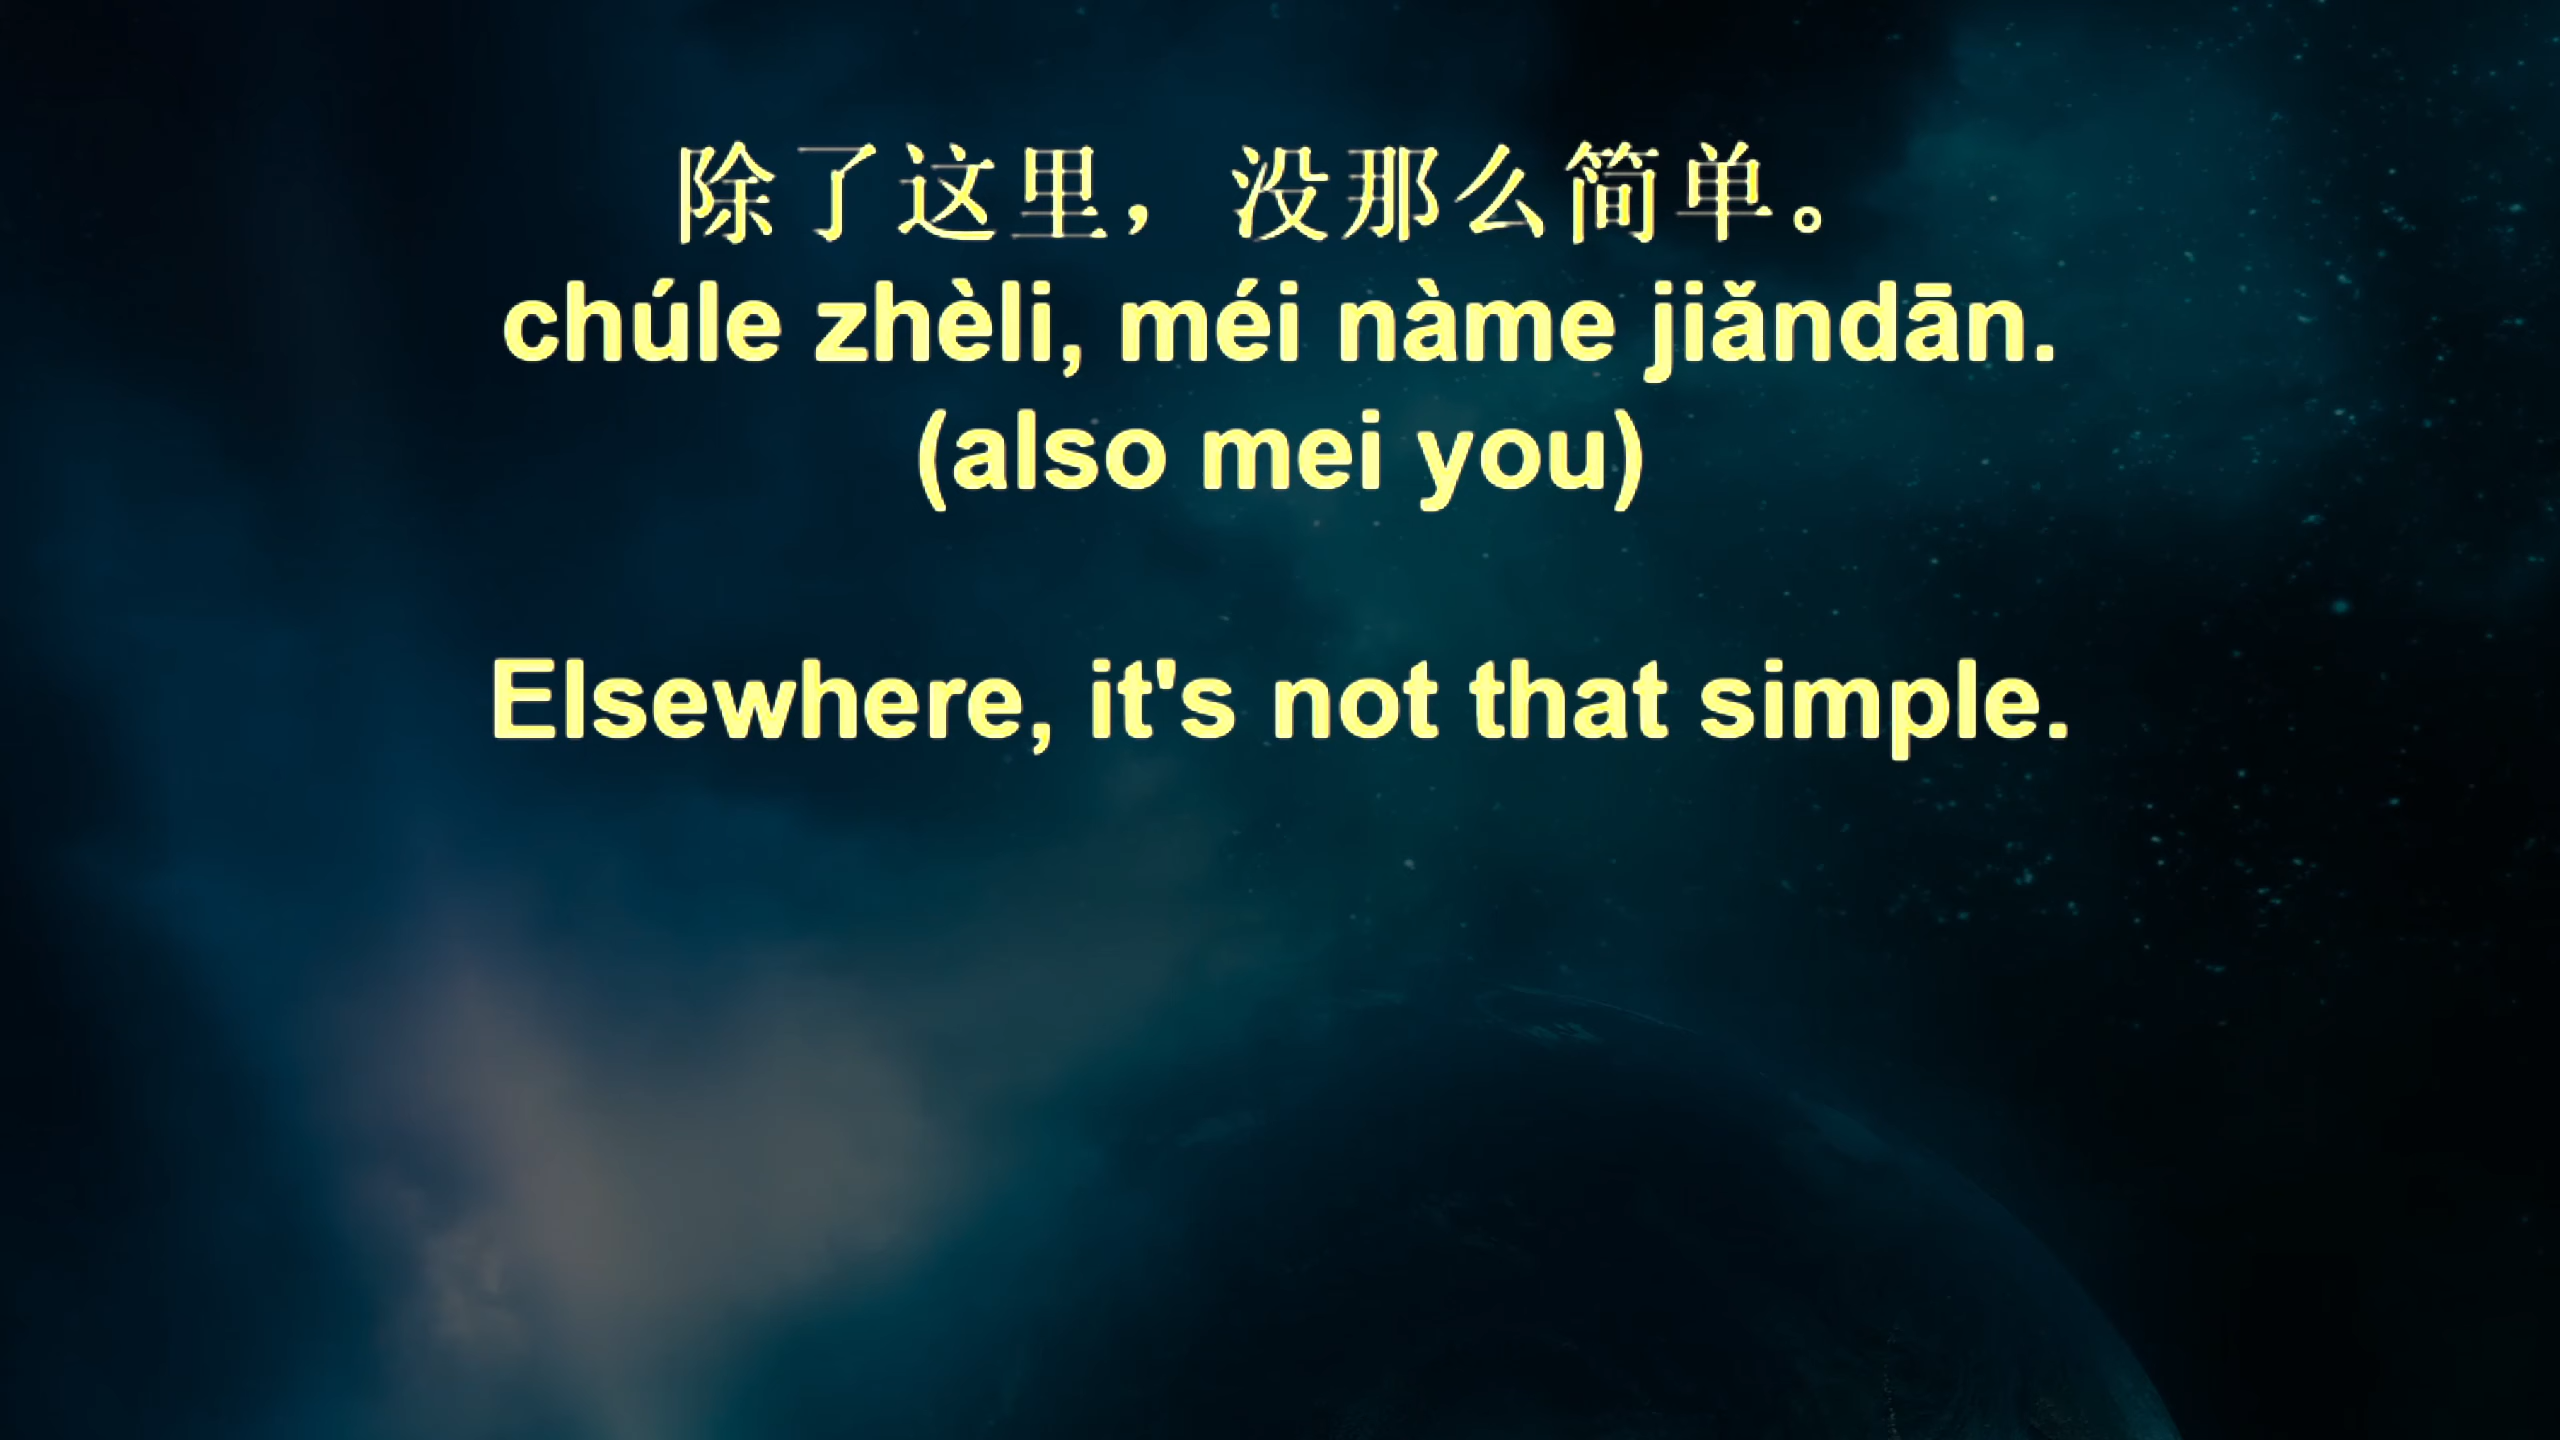 除了这里，没那么简单。
chúle zhèli, méi nàme jiǎndān.
(also mei you)
Elsewhere, it's not that simple.